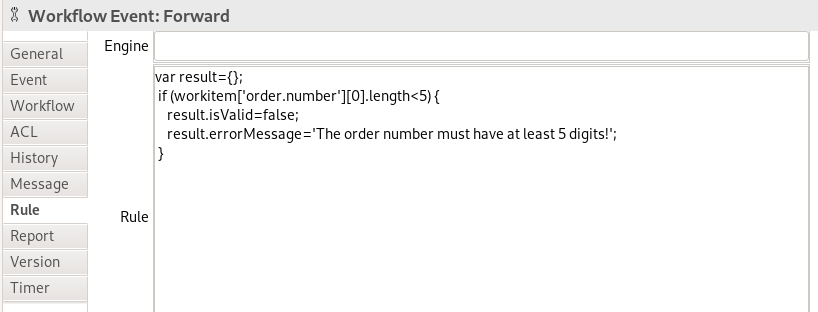 Workflow Event: Forward
General
Event
Workflow
ACL
History
Message
Rule
Report
Version
Timer
Engine
Rule
var result={};
if (workitem['order.number'][0].length<5) {
result.isValid=false;
result.errorMessage='The order number must have at least 5 digits!';
}